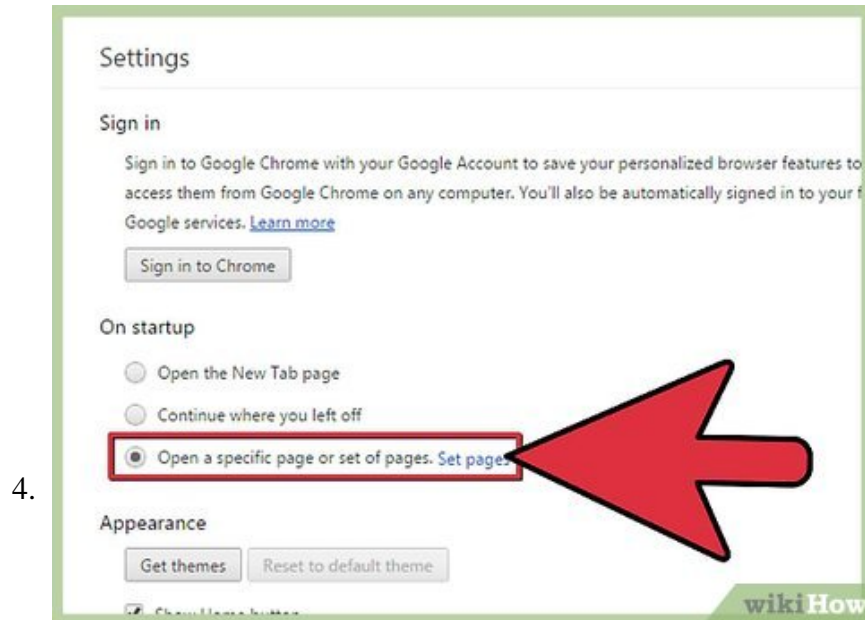 Settings
Sign in
Sign in to Google Chrome with your Google Account to save your personalized browser features to
access them from Google Chrome on any computer. You'll also be automatically signed in to your f
Google services. Learn more
Sign in to Chrome
On startup
Open the New Tab page
Continue where you left off
Open a specific page or set of pages. Set pages
4.
Appearance
Get themes Reset to default theme
Show Home button
wikiHow